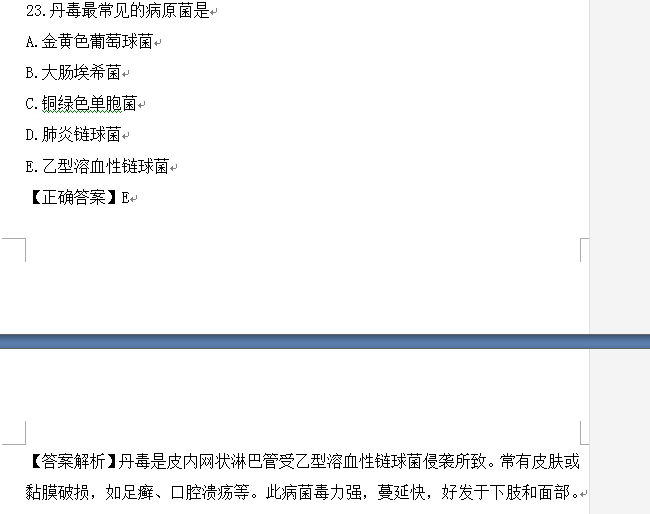 23.丹毒最常见的病原菌是
A.金黄色葡萄球菌
B.大肠埃希菌
C.铜绿色单胞菌
D.肺炎链球菌
E.乙型溶血性链球菌
【正确答案】E
【答案解析】丹毒是皮内网状淋巴管受乙型溶血性链球菌侵袭所致。常有皮肤或
黏膜破损，如足癣、口腔溃疡等。此病菌毒力强，蔓延快，好发于下肢和面部。